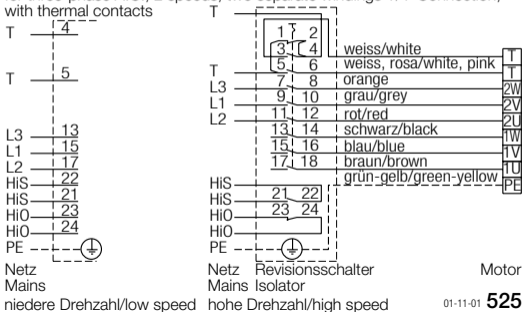 with thermal contacts
T 4
T 5
L3 13
L1 15
L2 17
HiS 22
HiS 21
HiO 23
HiO 24
PE
Netz
Mains
niedere Drehzahl/low speed
T
1 2
3 4 weiss/white T
T 5 6 weiss, rosa/white, pink T
L3 7 8 orange 2W
L1 9 10 grau/grey 2V
L2 11 12 rot/red 2U
13 14 schwarz/black 1W
15 16 blau/blue 1V
17 18 braun/brown 1U
grün-gelb/green-yellow PE
HiS
HiS 21 22
HiO 23 24
HiO
PE
Netz Revisionsschalter Motor
Mains Isolator
hohe Drehzahl/high speed
01-11-01 525